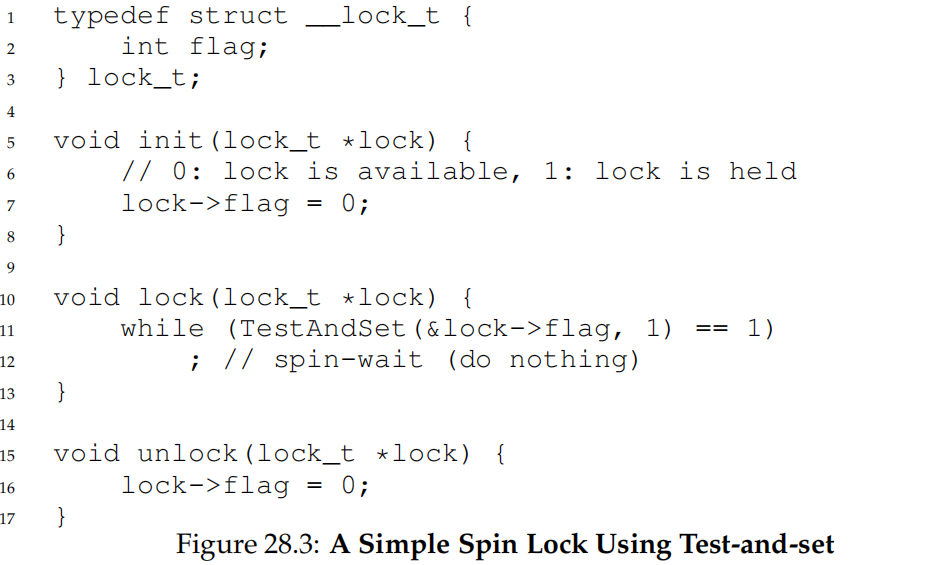 1 typedef struct __lock_t {
2     int flag;
3 } lock_t;
4
5 void init(lock_t *lock) {
6     // 0: lock is available, 1: lock is held
7     lock->flag = 0;
8 }
9
10 void lock(lock_t *lock) {
11     while (TestAndSet(&lock->flag, 1) == 1)
12         ; // spin-wait (do nothing)
13 }
14
15 void unlock(lock_t *lock) {
16     lock->flag = 0;
17 }
Figure 28.3: A Simple Spin Lock Using Test-and-set